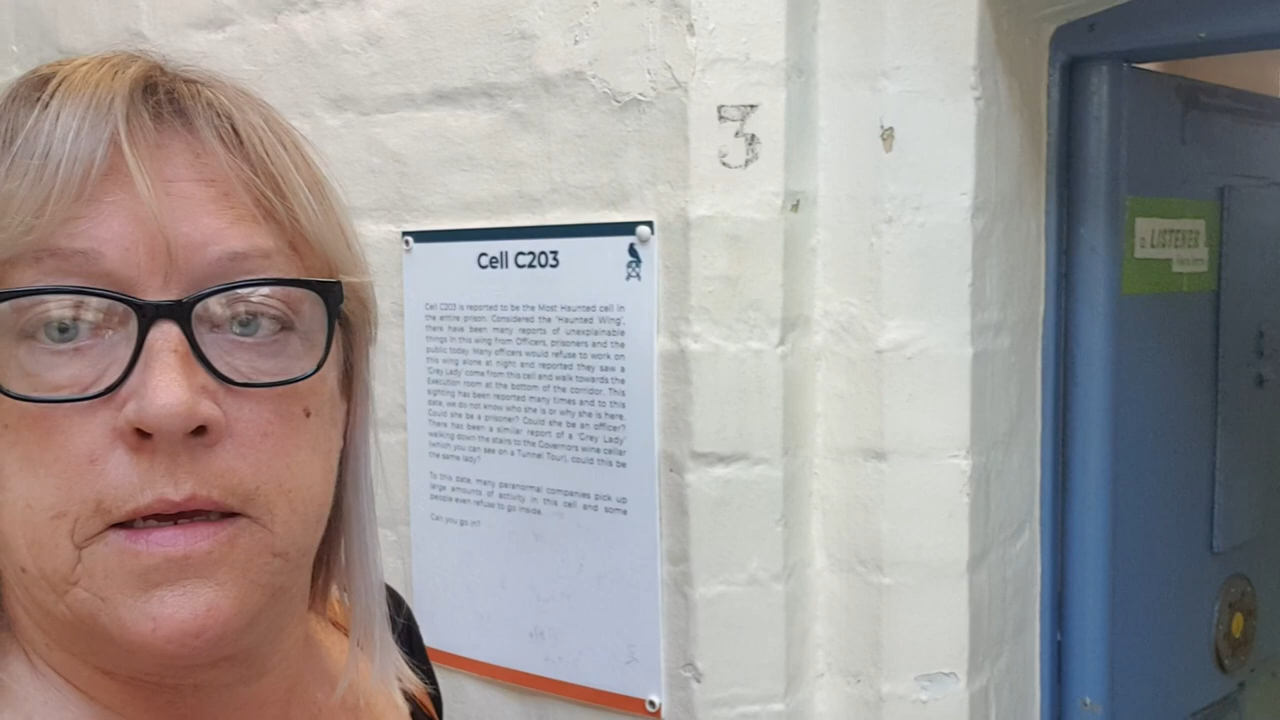 3
Cell C203
Cell C203 is reported to be the Most Haunted cell in
the entire prison. Considered the 'Haunted Wing',
there have been many reports of unexplainable
things in this wing from Officers, prisoners and the
public today. Many officers would refuse to work on
this wing alone at night and reported they saw a
'Grey Lady' come from this cell and walk towards the
Execution room at the bottom of the corridor. This
sighting has been reported many times and to this
date, we do not know who she is or why she is here.
Could she be a prisoner? Could she be an officer?
There has been a similar report of a 'Grey Lady'
walking down the stairs to the Governors wine cellar
(which you can see on a Tunnel Tour), could this be
the same lady?
To this date, many paranormal companies pick up
large amounts of activity in this cell and some
people even refuse to go inside.
Can you go in?
LISTENER